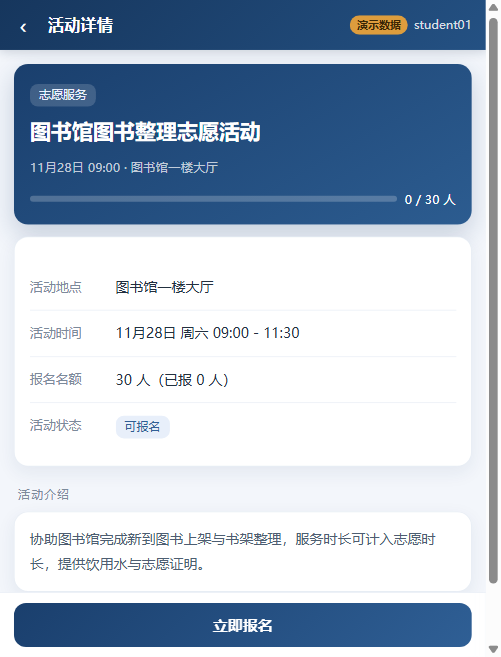 ‹ 活动详情 演示数据 student01
志愿服务
图书馆图书整理志愿活动
11月28日 09:00 · 图书馆一楼大厅
0 / 30 人
活动地点 图书馆一楼大厅
活动时间 11月28日 周六 09:00 - 11:30
报名名额 30 人（已报 0 人）
活动状态 可报名
活动介绍
协助图书馆完成新到图书上架与书架整理，服务时长可计入志愿时
长，提供饮用水与志愿证明。
立即报名